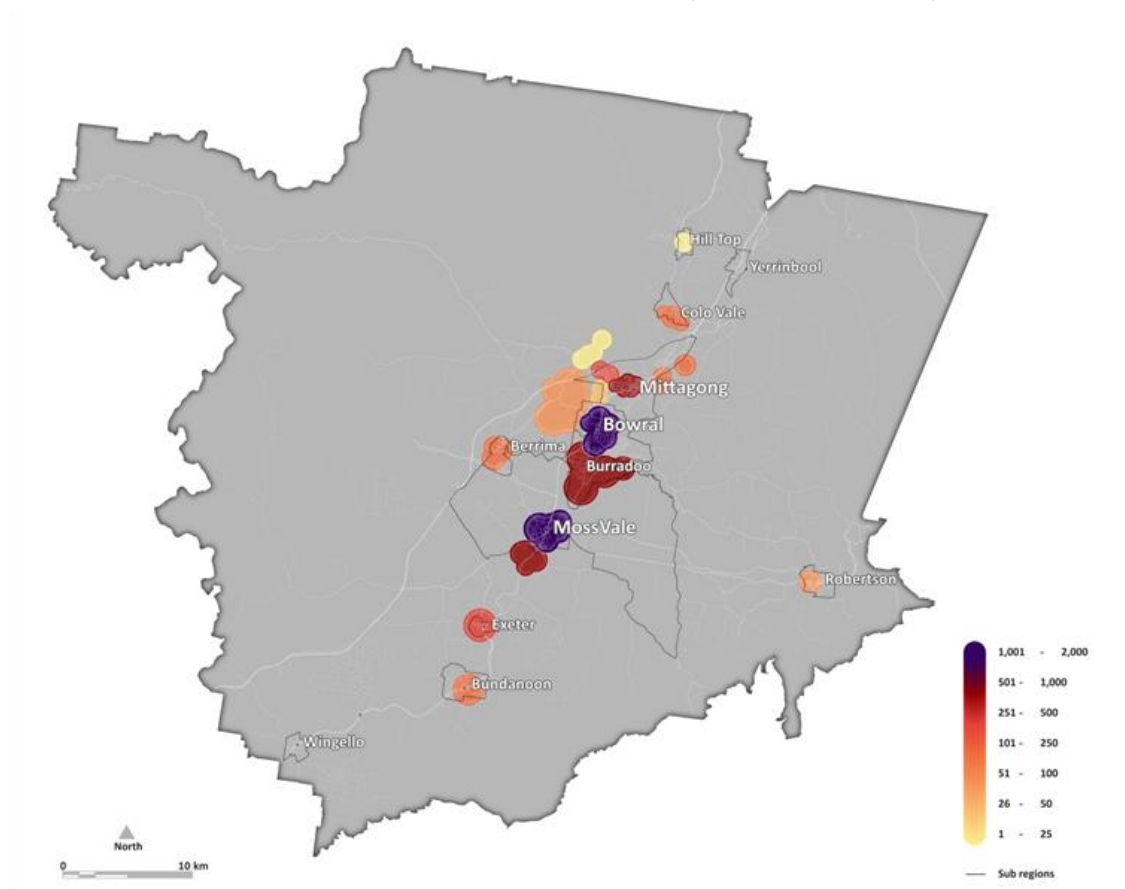 Hill Top
Yerrinbool
Colo Vale
Mittagong
Bowral
Berrima
Burradoo
MossVale
Robertson
Exeter
Bundanoon
Wingello
North
0 10 km
1,001 - 2,000
501 - 1,000
251 - 500
101 - 250
51 - 100
26 - 50
1 - 25
Sub regions